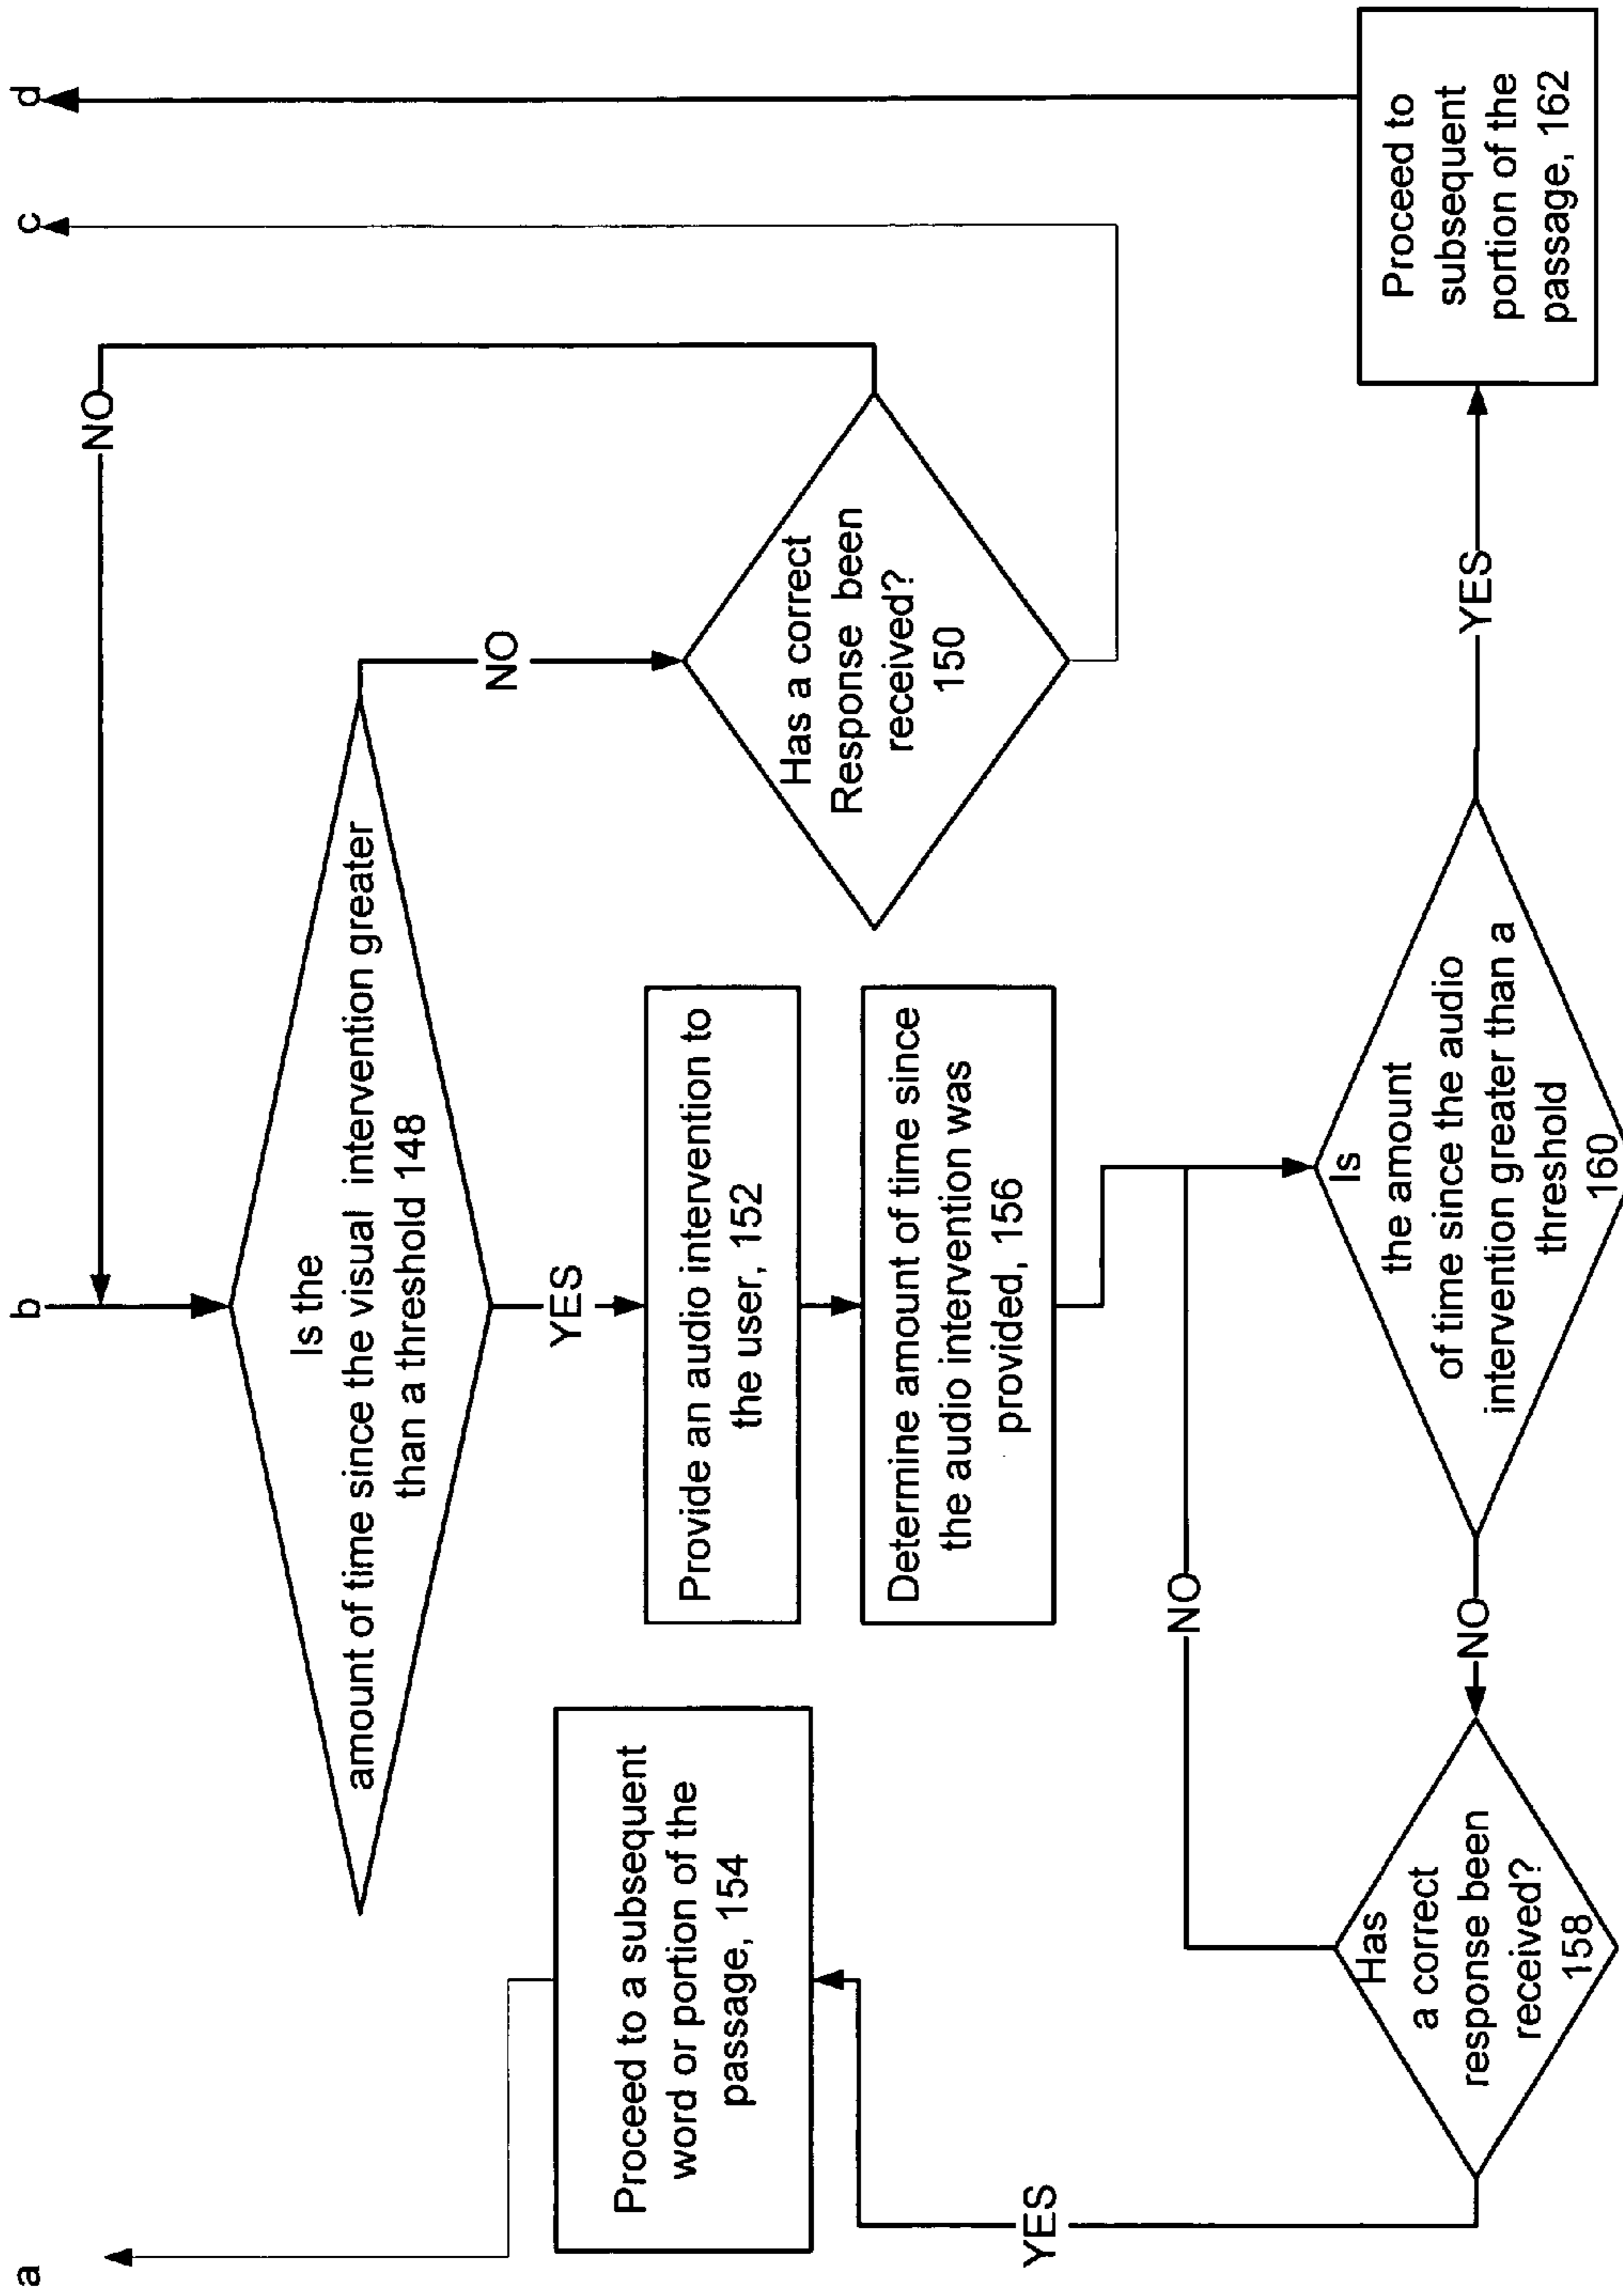 a
b
c
d
NO
Is the
amount of time since the visual intervention greater
than a threshold 148
NO
YES
Has a correct
Response been
received?
150
Provide an audio intervention to
the user, 152
Proceed to a subsequent
word or portion of the
passage, 154
Determine amount of time since
the audio intervention was
provided, 156
NO
YES
Has
a correct
response been
received?
158
NO
Is
the amount
of time since the audio
intervention greater than a
threshold
160
YES
Proceed to
subsequent
portion of the
passage, 162